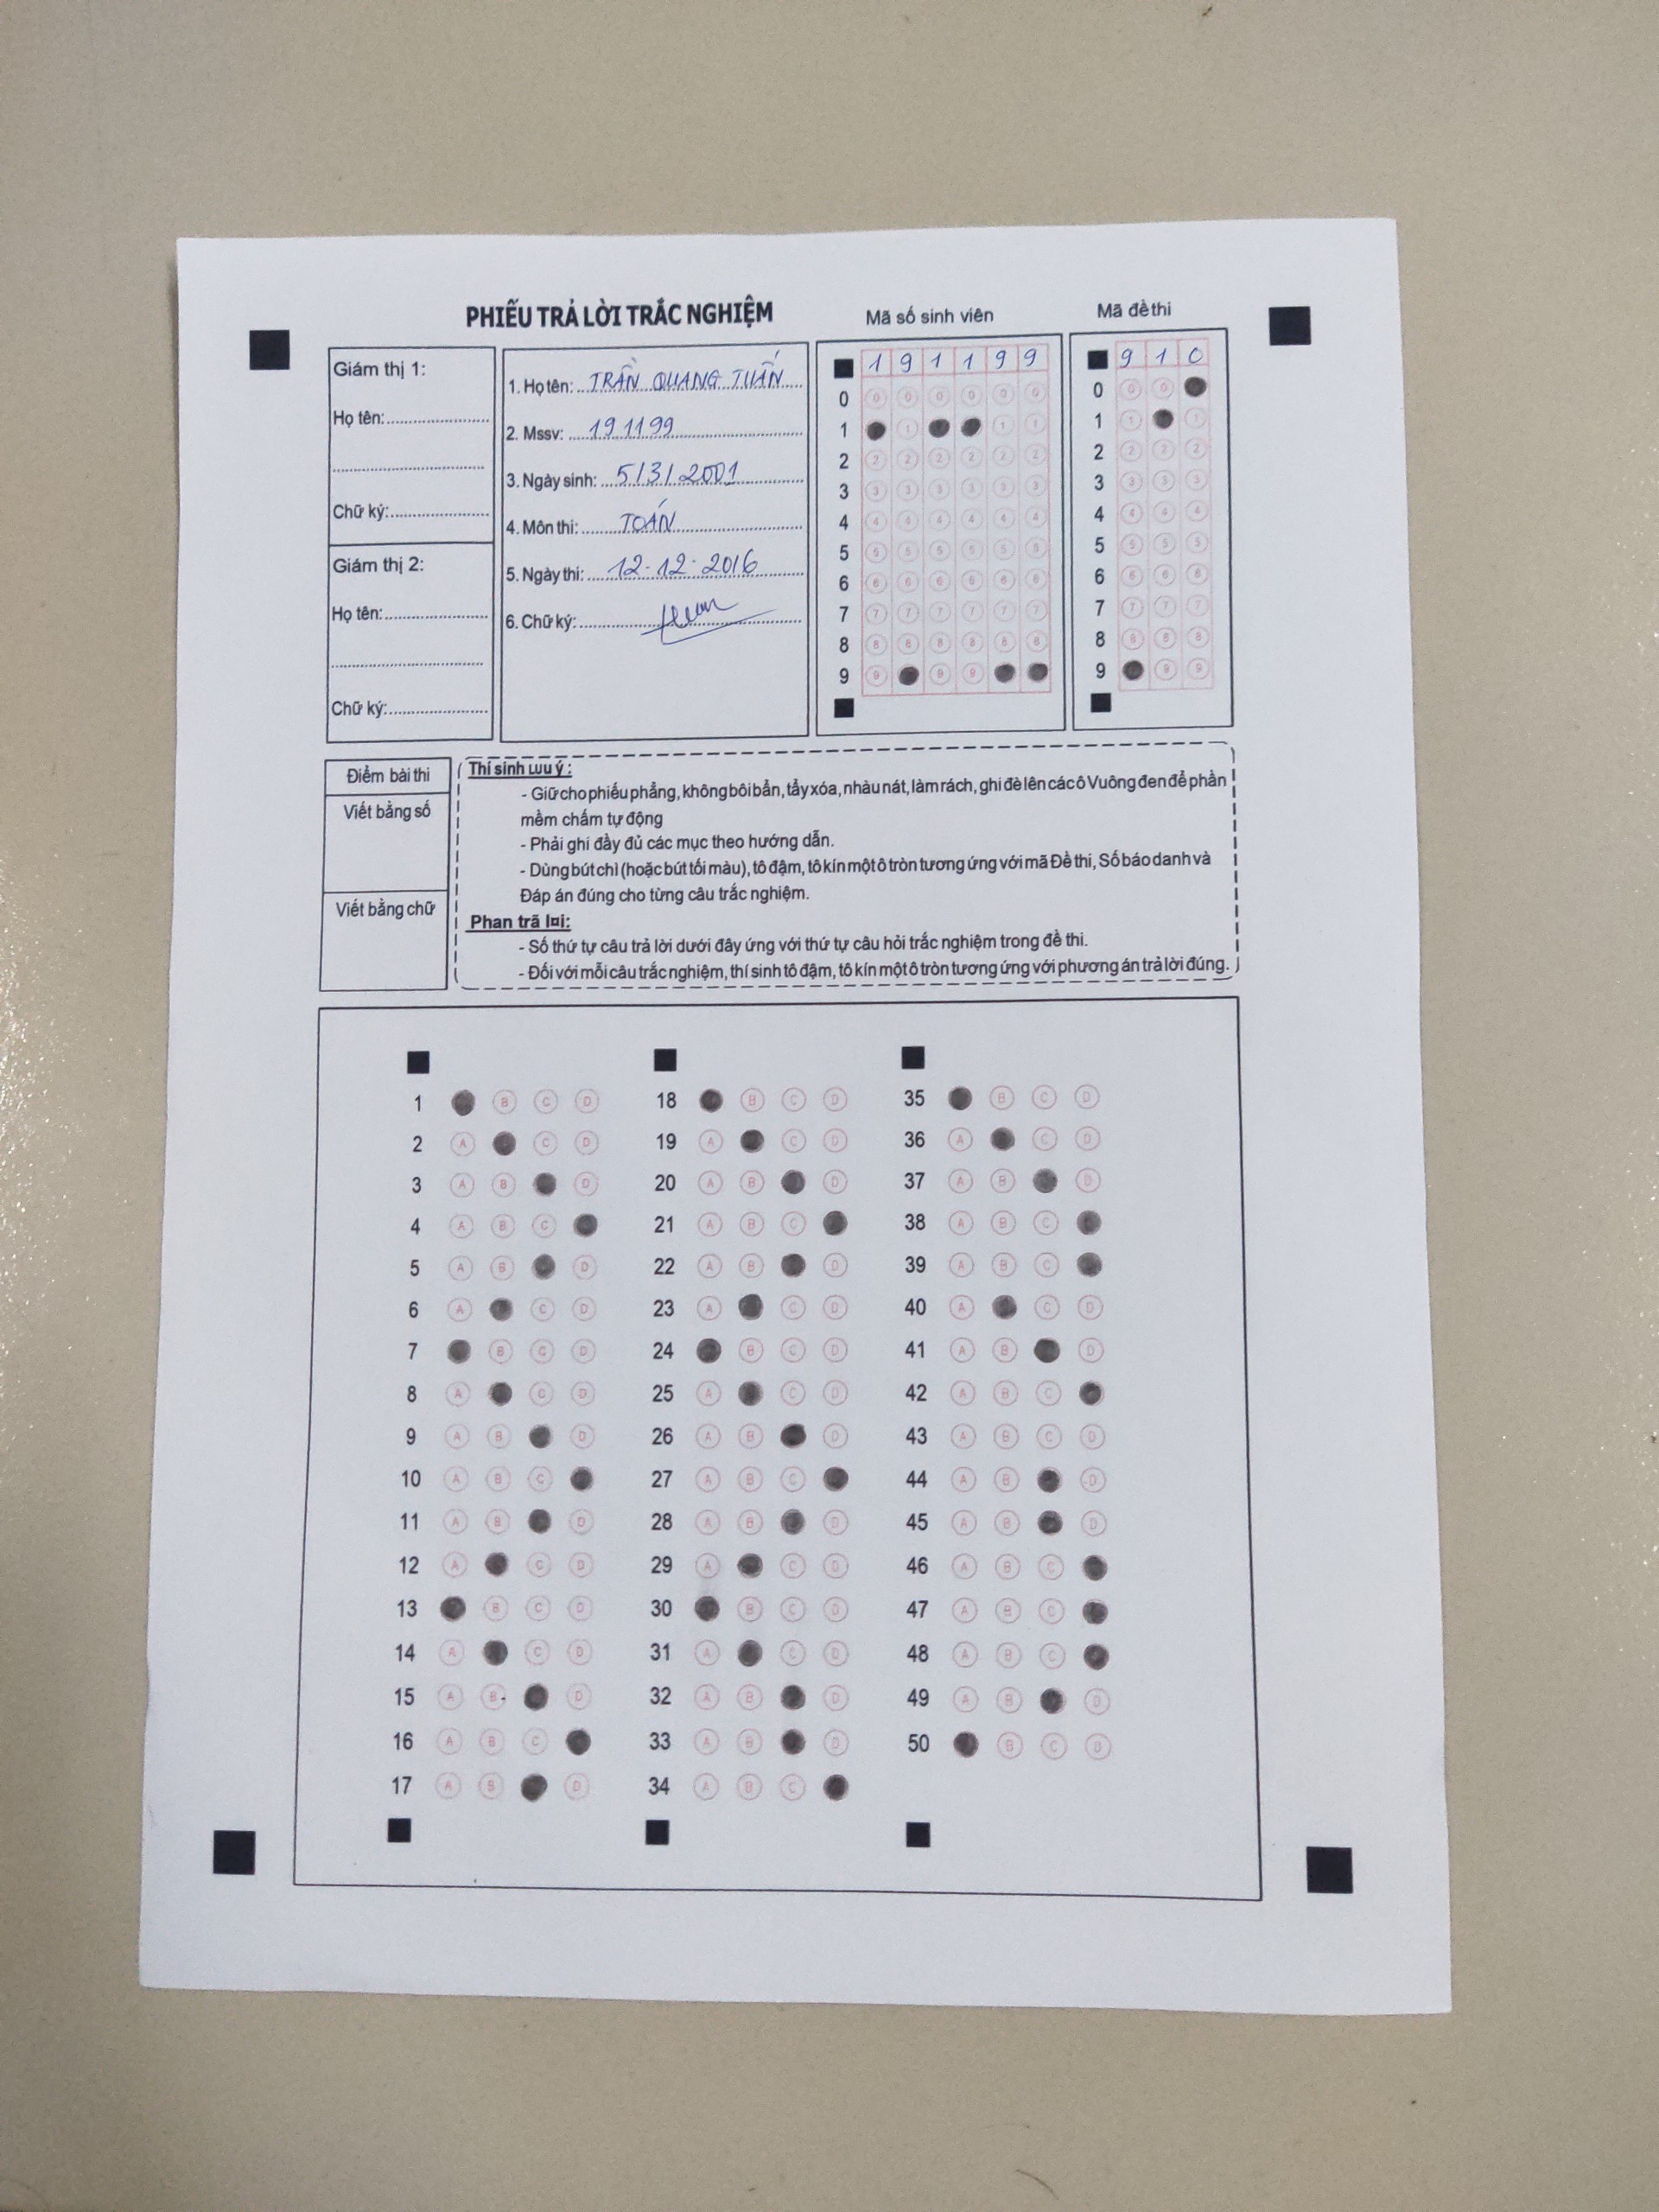 PHIẾU TRẢ LỜI TRẮC NGHIỆM
Giám thị 1:
Họ tên:
Chữ ký:
Giám thị 2:
Họ tên:
Chữ ký:
1. Họ tên: TRẦN QUANG TUẤN
2. Mssv: 191199
3. Ngày sinh: 5/3/2001
4. Môn thi: TOÁN
5. Ngày thi: 12.12.2016
6. Chữ ký:
Mã số sinh viên
1 9 1 1 9 9
0 0 0 0 0 0 0
1 1 1 1
2 2 2 2 2 2 2
3 3 3 3 3 3 3
4 4 4 4 4 4 4
5 5 5 5 5 5 5
6 6 6 6 6 6 6
7 7 7 7 7 7 7
8 8 8 8 8 8 8
9 9 9 9
Mã đề thi
9 1 0
0 0 0
1 1 1
2 2 2 2
3 3 3 3
4 4 4 4
5 5 5 5
6 6 6 6
7 7 7 7
8 8 8 8
9 9 9
Điểm bài thi
Viết bằng số
Viết bằng chữ
Thí sinh Lưu ý :
- Giữ cho phiếu phẳng, không bôi bẩn, tẩy xóa, nhàu nát, làm rách, ghi đè lên các ô Vuông đen để phần
mềm chấm tự động
- Phải ghi đầy đủ các mục theo hướng dẫn.
- Dùng bút chì (hoặc bút tối màu), tô đậm, tô kín một ô tròn tương ứng với mã Đề thi, Số báo danh và
Đáp án đúng cho từng câu trắc nghiệm.
Phan trã l¤i:
- Số thứ tự câu trả lời dưới đây ứng với thứ tự câu hỏi trắc nghiệm trong đề thi.
- Đối với mỗi câu trắc nghiệm, thí sinh tô đậm, tô kín một ô tròn tương ứng với phương án trả lời đúng.
1 B C D
2 A C D
3 A B D
4 A B C
5 A B D
6 A C D
7 B C D
8 A C D
9 A B D
10 A B C
11 A B D
12 A C D
13 B C D
14 A C D
15 A B D
16 A B C
17 A B D
18 B C D
19 A C D
20 A B D
21 A B C
22 A B D
23 A C D
24 B C D
25 A C D
26 A B D
27 A B C
28 A B D
29 A C D
30 B C D
31 A C D
32 A B D
33 A B D
34 A B C
35 B C D
36 A C D
37 A B D
38 A B C
39 A B C
40 A C D
41 A B D
42 A B C
43 A B C D
44 A B D
45 A B D
46 A B C
47 A B C
48 A B C
49 A B D
50 B C D